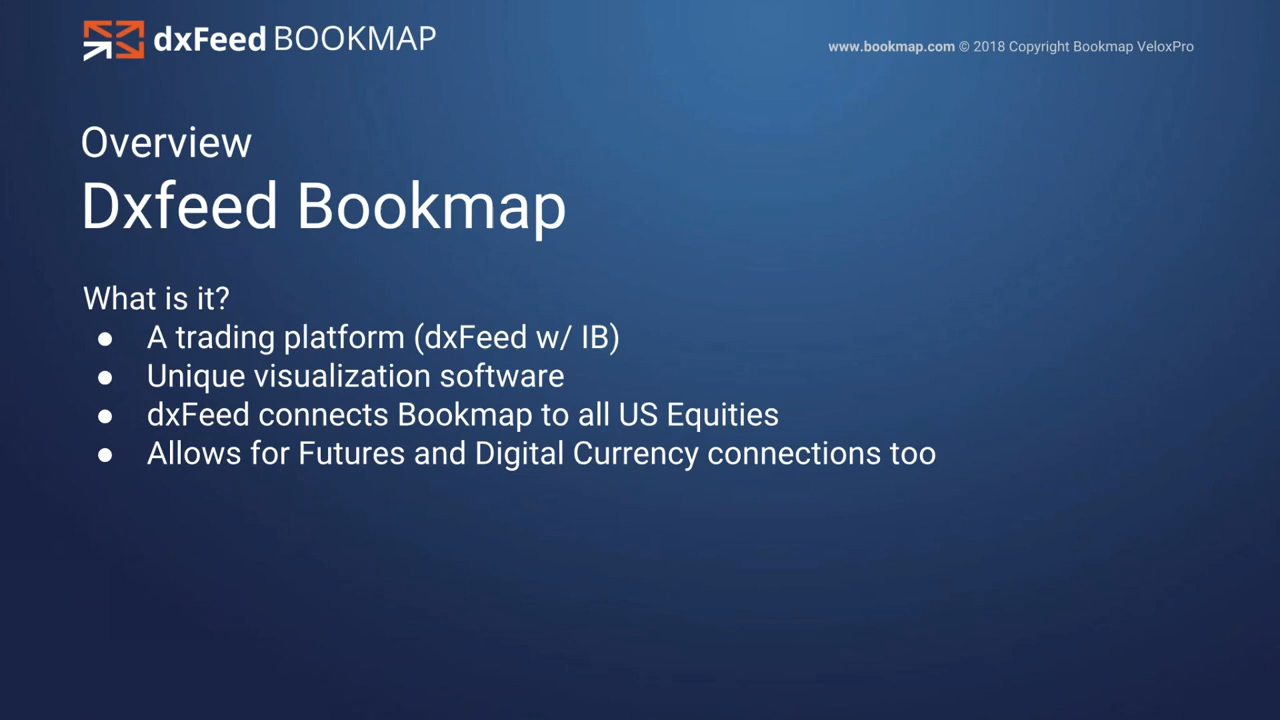 dxFeed BOOKMAP
www.bookmap.com © 2018 Copyright Bookmap VeloxPro
Overview
Dxfeed Bookmap
What is it?
● A trading platform (dxFeed w/ IB)
● Unique visualization software
● dxFeed connects Bookmap to all US Equities
● Allows for Futures and Digital Currency connections too